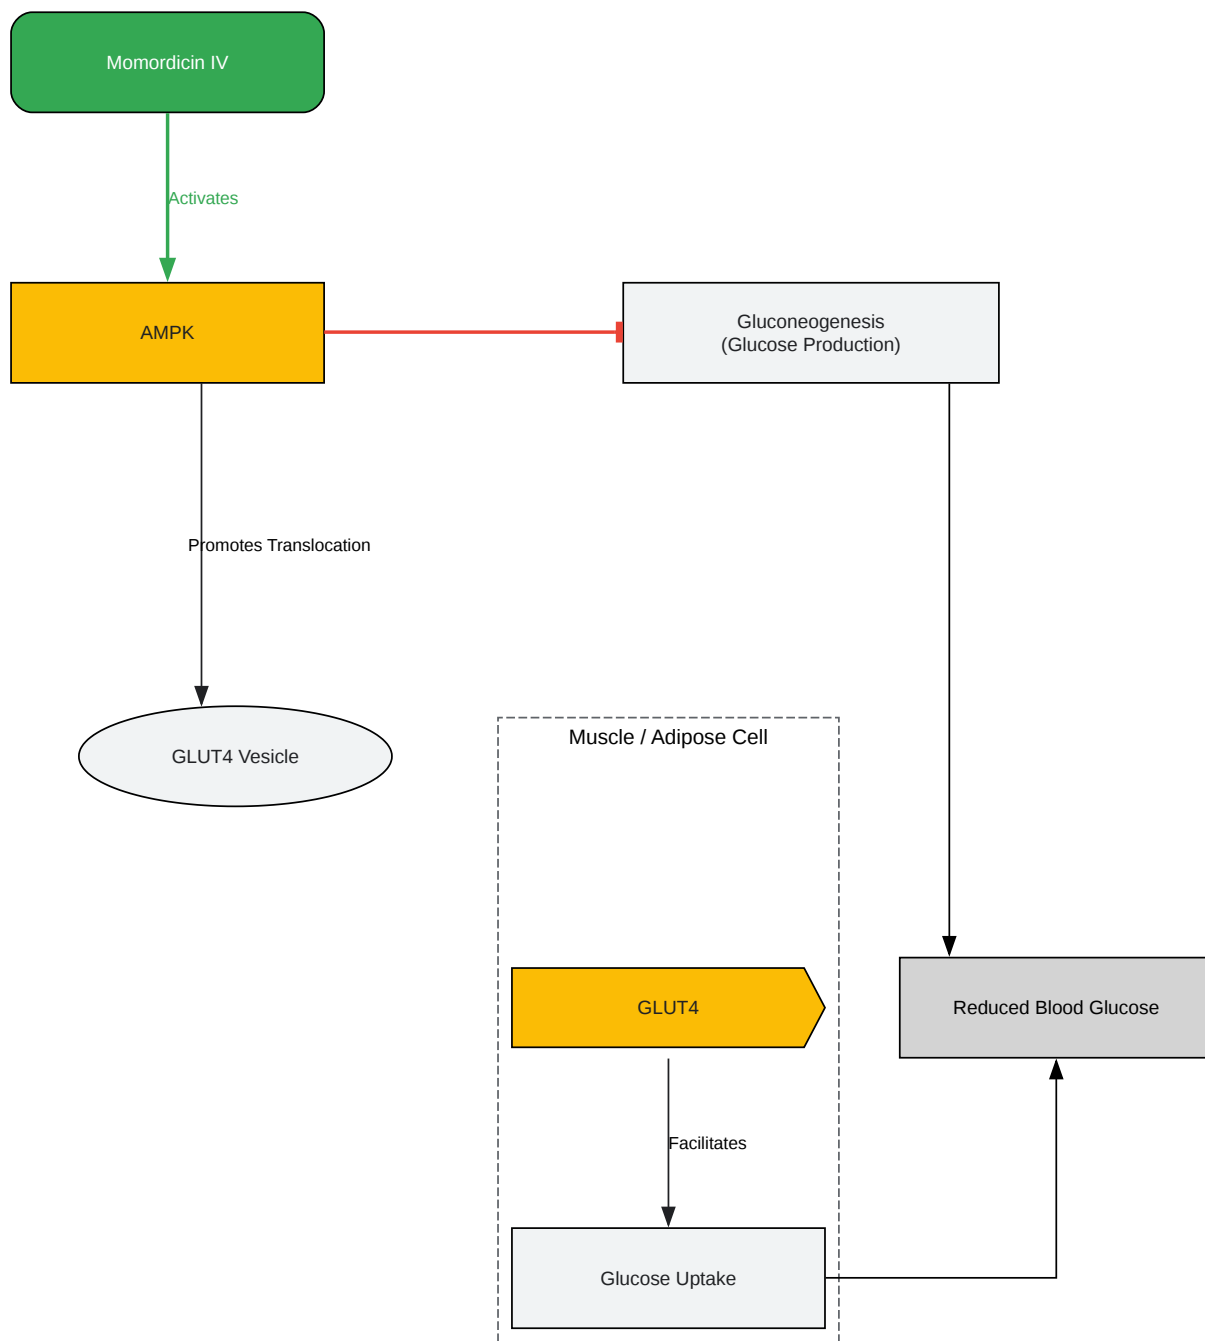 Momordicin IV
Activates
AMPK
Gluconeogenesis
(Glucose Production)
Promotes Translocation
GLUT4 Vesicle
Muscle / Adipose Cell
GLUT4
Reduced Blood Glucose
Facilitates
Glucose Uptake